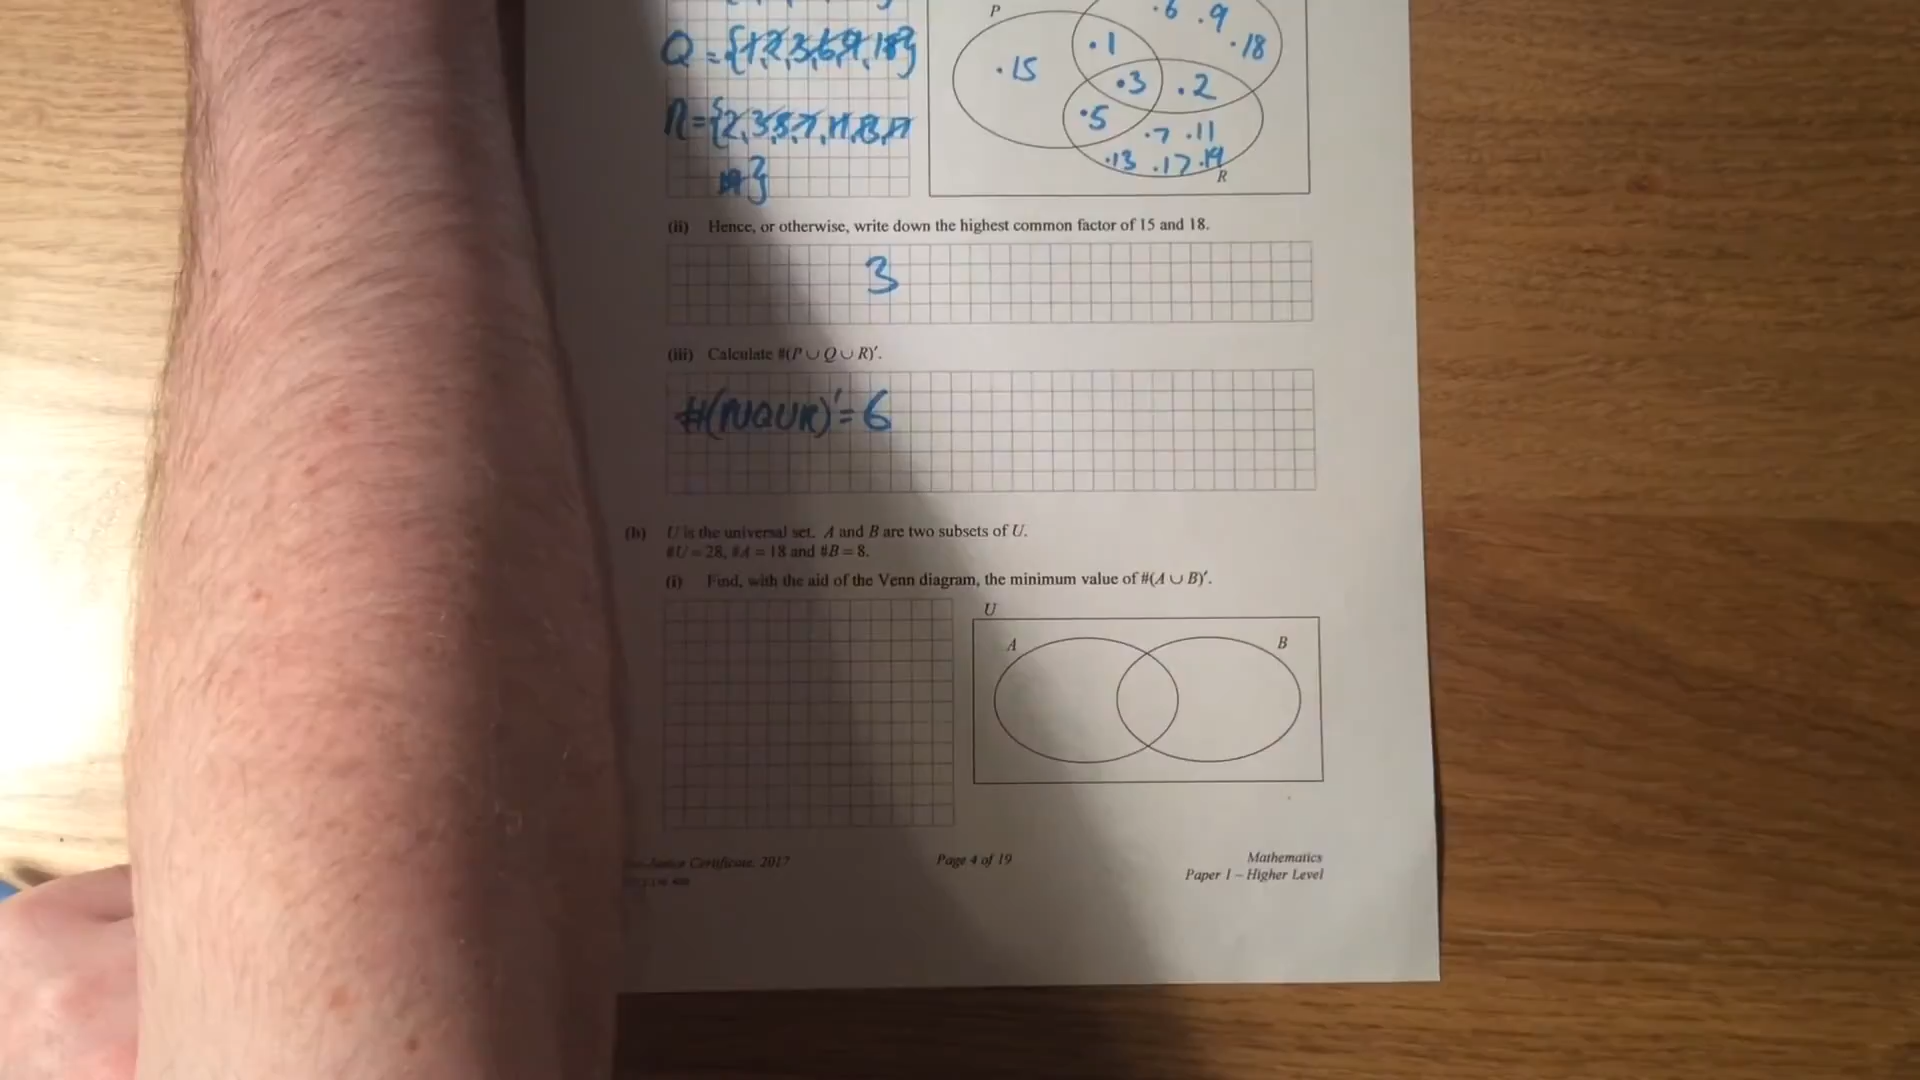 P
.6 .9
Q = {1,2,3,6,9,18}
.1
.18
.15
.3 .2
R = {2,3,5,7,11,13,17
.5
.7 .11
19}
.13 .17 .19
R
(ii) Hence, or otherwise, write down the highest common factor of 15 and 18.
3
(iii) Calculate #(P ∪ Q ∪ R)′.
#(PUQUR)' = 6
(b) U is the universal set. A and B are two subsets of U.
#U = 28, #A = 18 and #B = 8.
(i) Find, with the aid of the Venn diagram, the minimum value of #(A ∪ B)′.
U
A B
Certificate, 2017 Page 4 of 19 Mathematics
Paper 1 – Higher Level